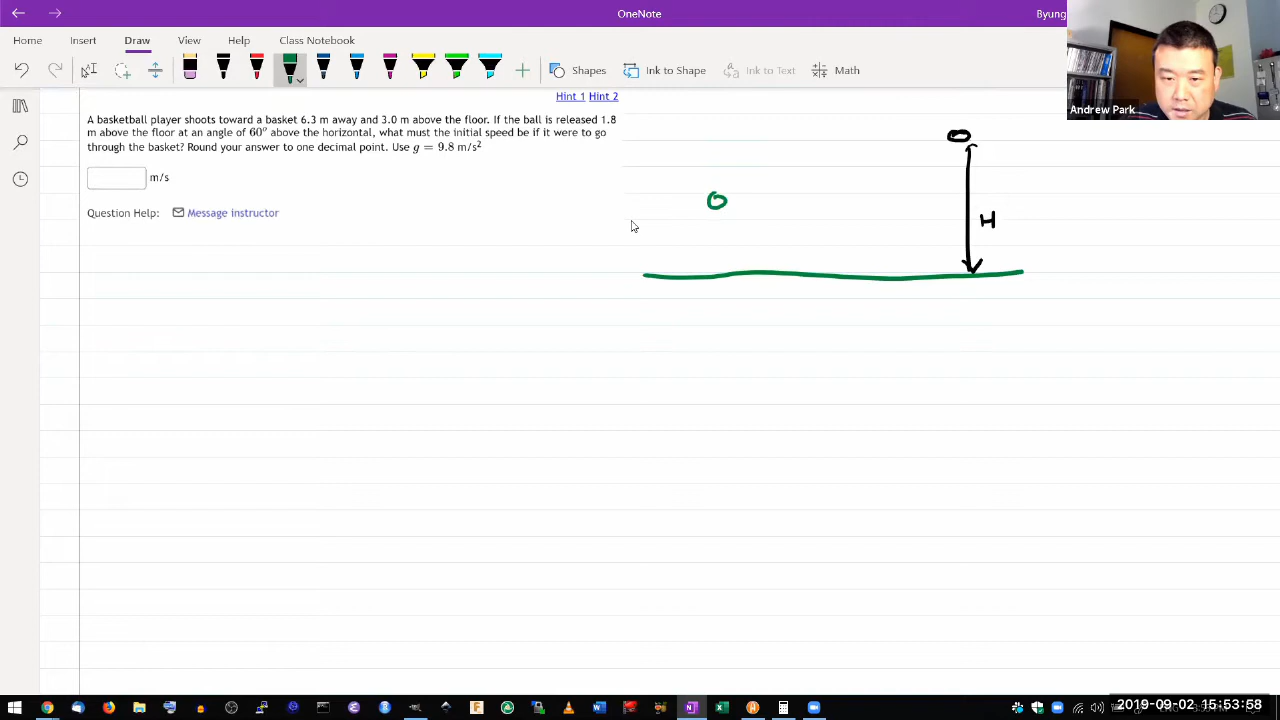 OneNote
Byung
Home Insert Draw View Help Class Notebook
Shapes Ink to Shape Ink to Text Math
Andrew Park
Hint 1 Hint 2
A basketball player shoots toward a basket 6.3 m away and 3.0 m above the floor. If the ball is released 1.8
m above the floor at an angle of 60° above the horizontal, what must the initial speed be if it were to go
through the basket? Round your answer to one decimal point. Use g = 9.8 m/s²
m/s
Question Help: Message instructor
H
2019-09-02 15:53:58